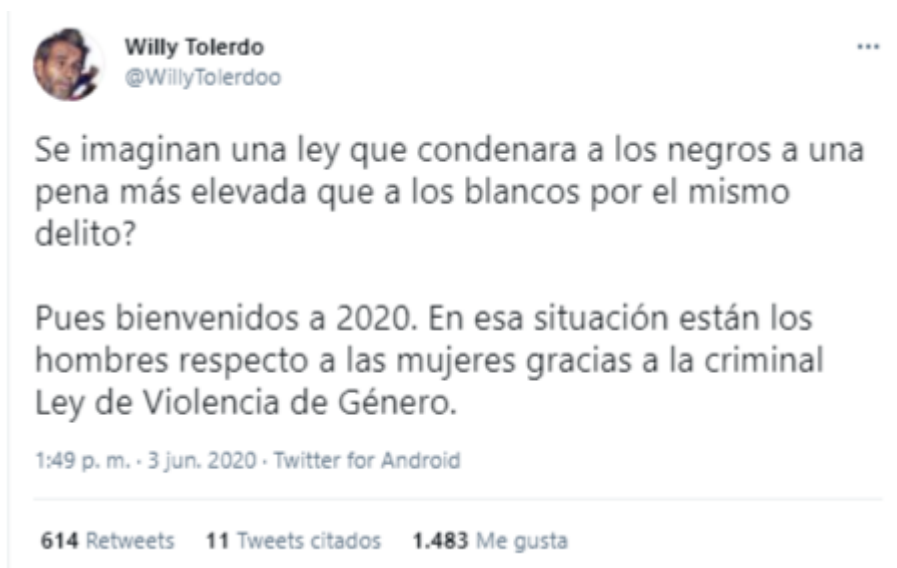 Willy Tolerdo
@WillyTolerdoo
Se imaginan una ley que condenara a los negros a una
pena más elevada que a los blancos por el mismo
delito?
Pues bienvenidos a 2020. En esa situación están los
hombres respecto a las mujeres gracias a la criminal
Ley de Violencia de Género.
1:49 p. m. · 3 jun. 2020 · Twitter for Android
614 Retweets 11 Tweets citados 1.483 Me gusta